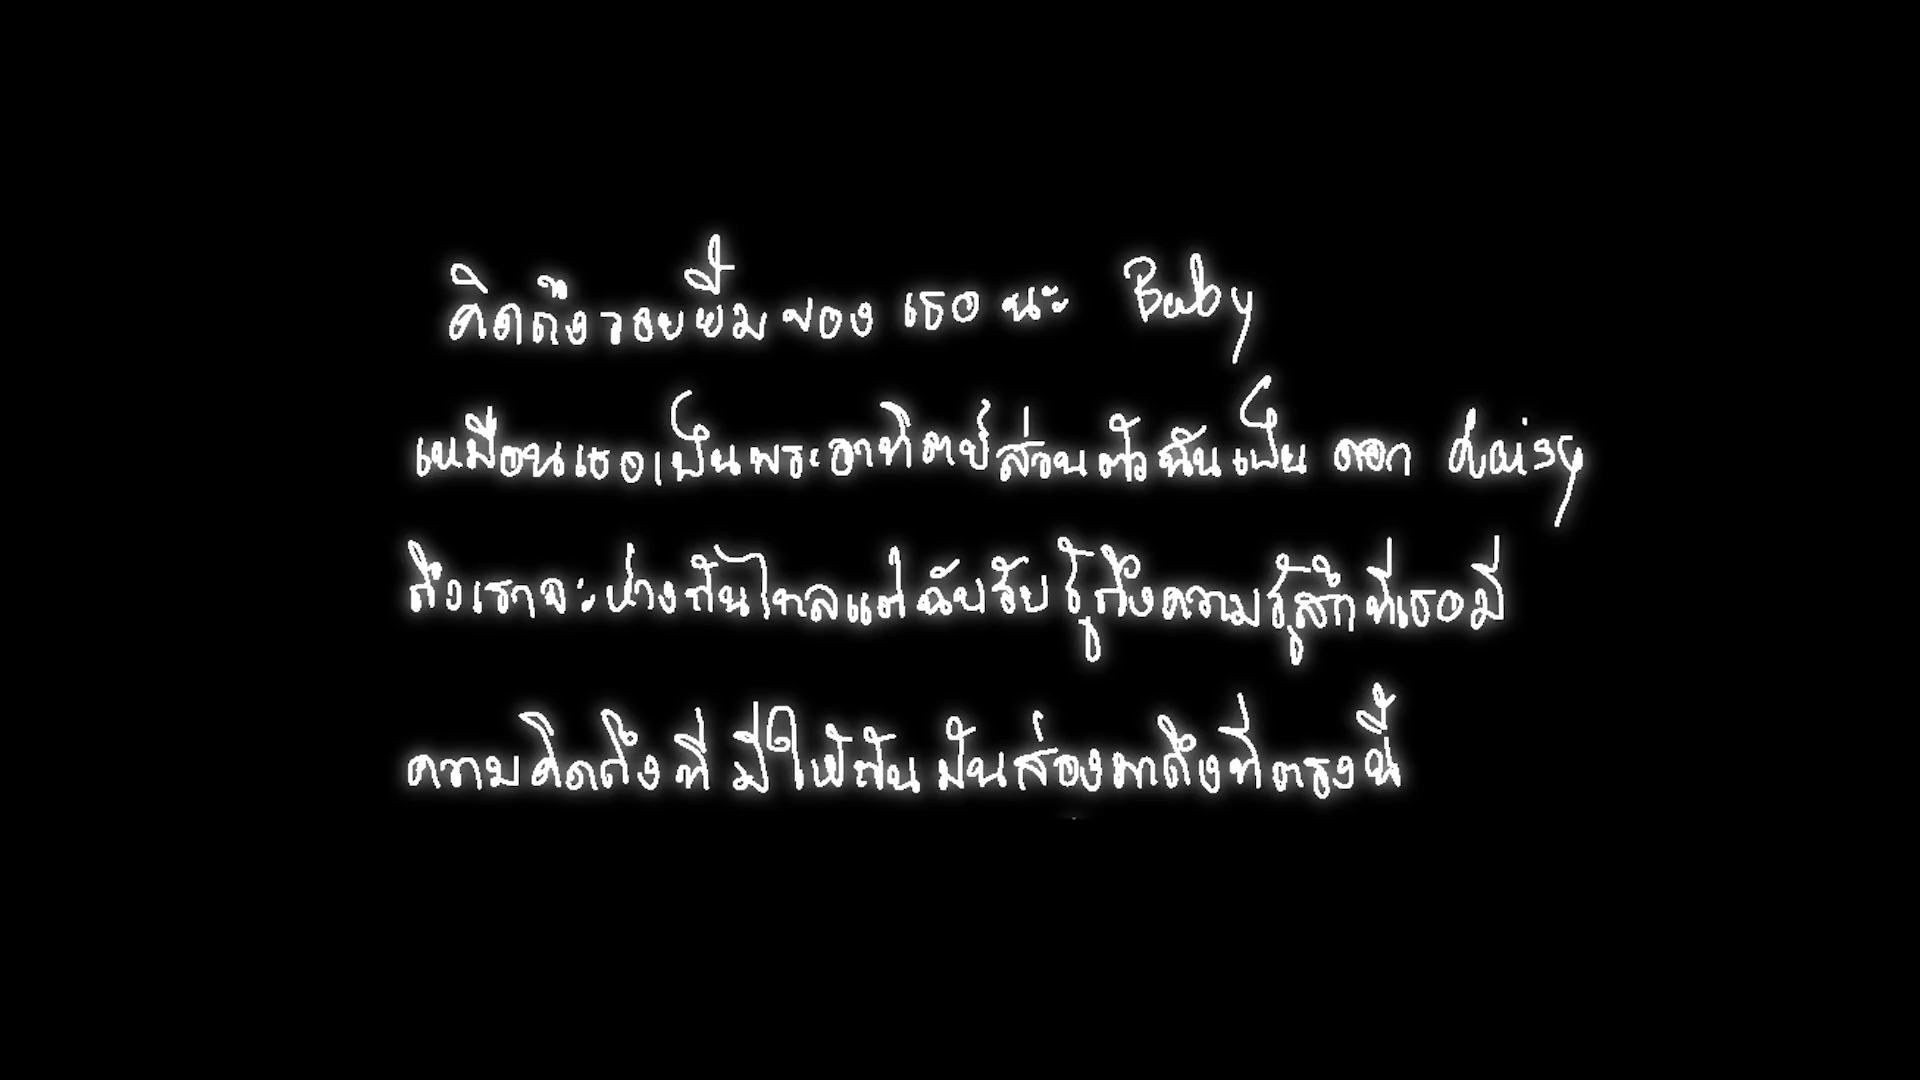 คิดถึงรอยยิ้มของ เธอ นะ Baby
เหมือนเธอเป็นพระอาทิตย์ส่วนตัวฉันเป็น ดอก daisy
ถึงเราจะห่างกันไกลแต่ฉันรับรู้ถึงความรู้สึกที่เธอมี
ความคิดถึง ที่ มีให้กัน มันส่องมาถึงที่ตรงนี้